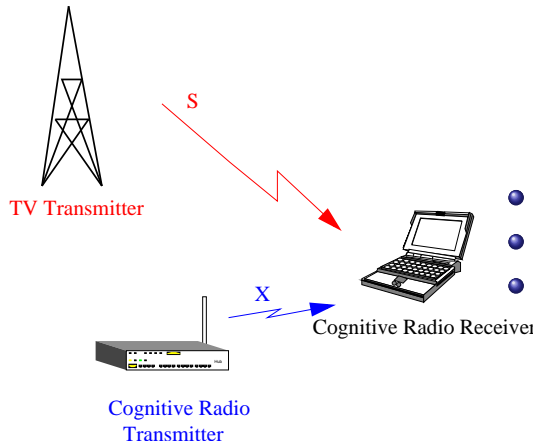 S
TV Transmitter
X
Cognitive Radio Receiver
Cognitive Radio
Transmitter